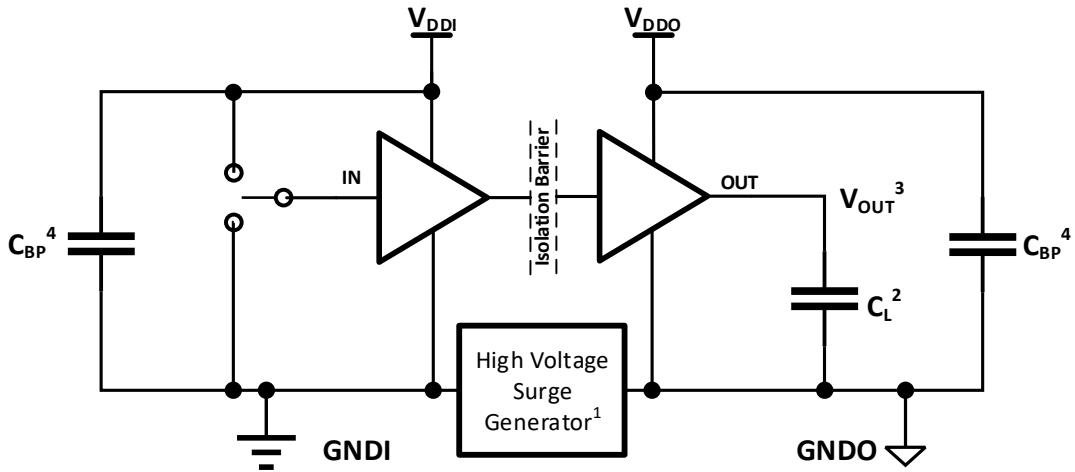 V_DDI
V_DDO
IN
Isolation Barrier
OUT
V_OUT^3
C_BP^4
C_BP^4
C_L^2
High Voltage
Surge
Generator^1
GNDI
GNDO